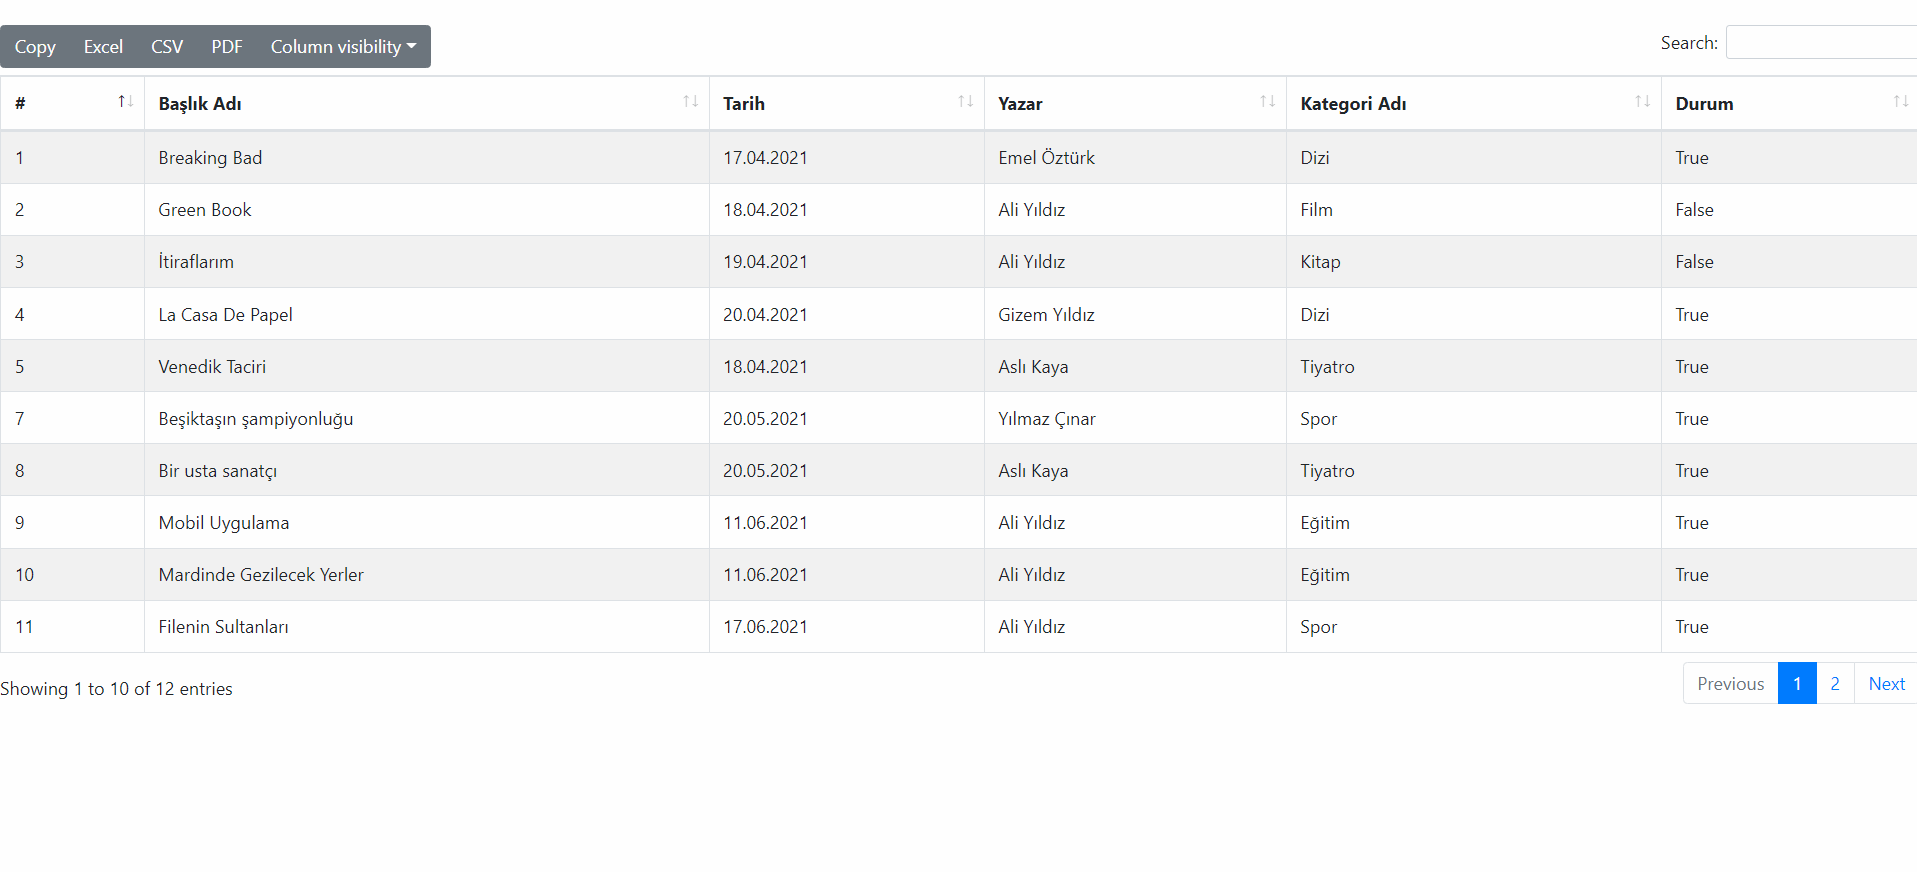 Copy Excel CSV PDF Column visibility Search:
# Başlık Adı Tarih Yazar Kategori Adı Durum
1 Breaking Bad 17.04.2021 Emel Öztürk Dizi True
2 Green Book 18.04.2021 Ali Yıldız Film False
3 İtiraflarım 19.04.2021 Ali Yıldız Kitap False
4 La Casa De Papel 20.04.2021 Gizem Yıldız Dizi True
5 Venedik Taciri 18.04.2021 Aslı Kaya Tiyatro True
7 Beşiktaşın şampiyonluğu 20.05.2021 Yılmaz Çınar Spor True
8 Bir usta sanatçı 20.05.2021 Aslı Kaya Tiyatro True
9 Mobil Uygulama 11.06.2021 Ali Yıldız Eğitim True
10 Mardinde Gezilecek Yerler 11.06.2021 Ali Yıldız Eğitim True
11 Filenin Sultanları 17.06.2021 Ali Yıldız Spor True
Showing 1 to 10 of 12 entries Previous 1 2 Next